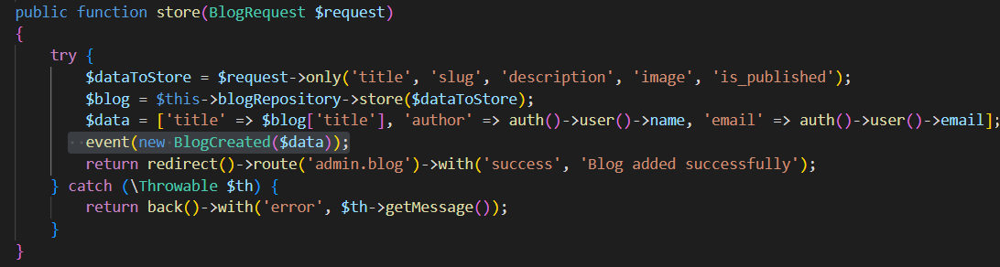 public function store(BlogRequest $request)
{
    try {
        $dataToStore = $request->only('title', 'slug', 'description', 'image', 'is_published');
        $blog = $this->blogRepository->store($dataToStore);
        $data = ['title' => $blog['title'], 'author' => auth()->user()->name, 'email' => auth()->user()->email];
        event(new BlogCreated($data));
        return redirect()->route('admin.blog')->with('success', 'Blog added successfully');
    } catch (\Throwable $th) {
        return back()->with('error', $th->getMessage());
    }
}